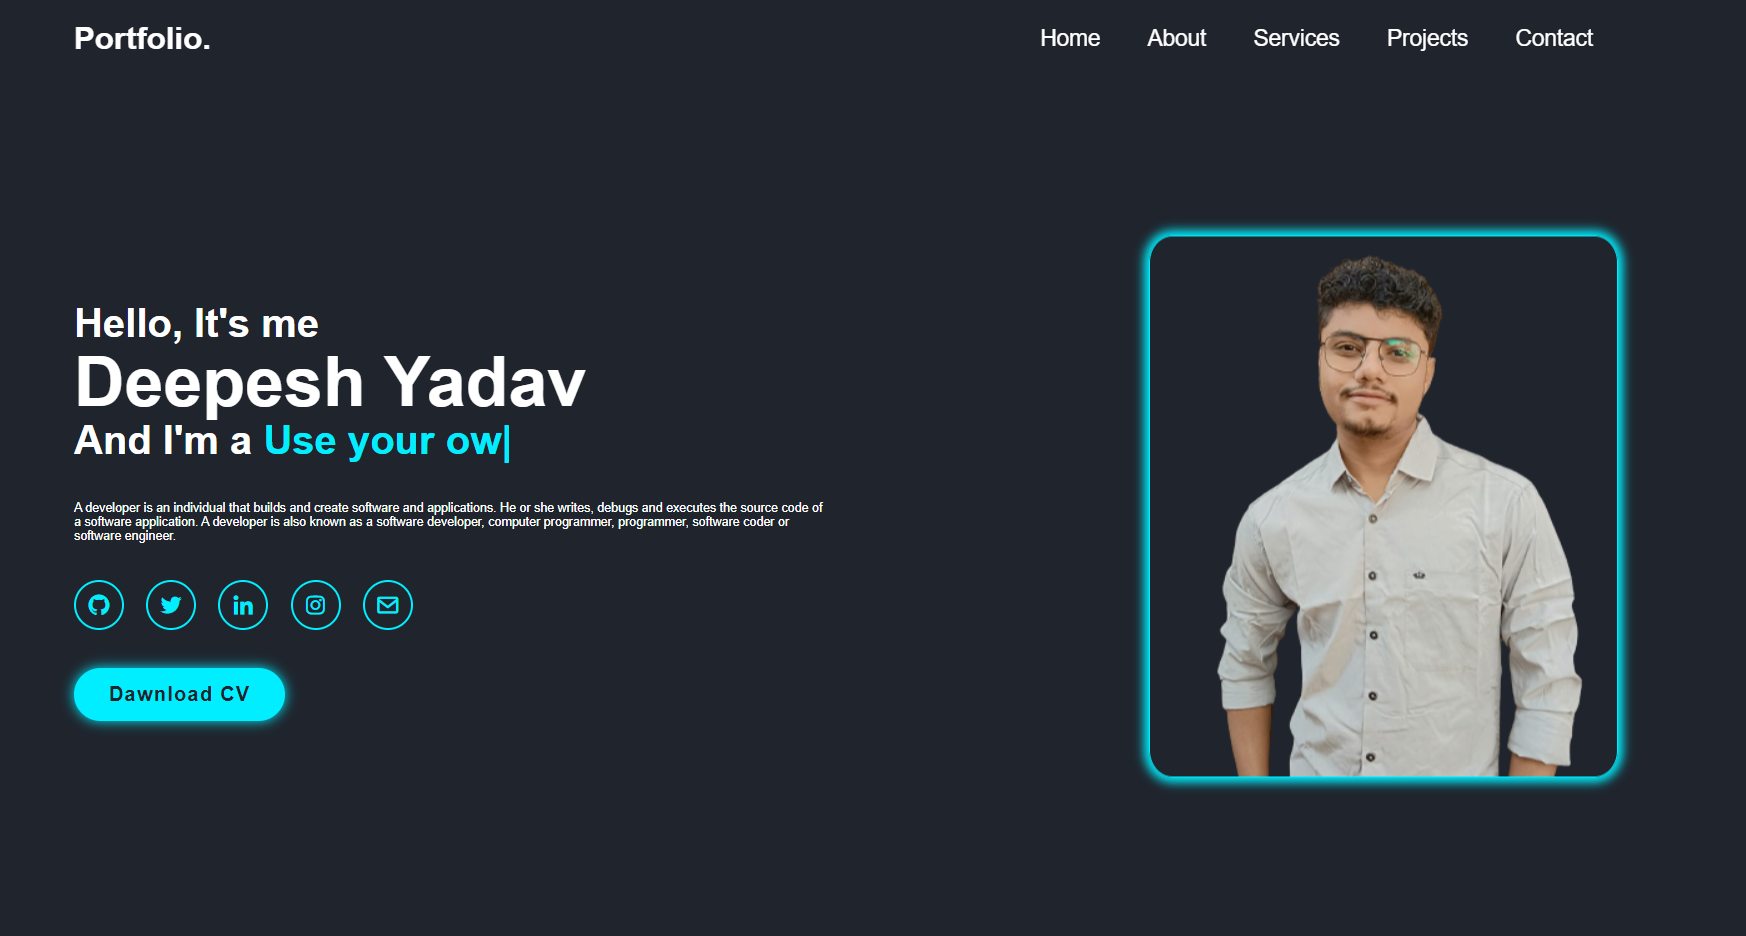 Portfolio.
Home About Services Projects Contact
Hello, It's me
Deepesh Yadav
And I'm a Use your ow|
A developer is an individual that builds and create software and applications. He or she writes, debugs and executes the source code of
a software application. A developer is also known as a software developer, computer programmer, programmer, software coder or
software engineer.
in
Dawnload CV